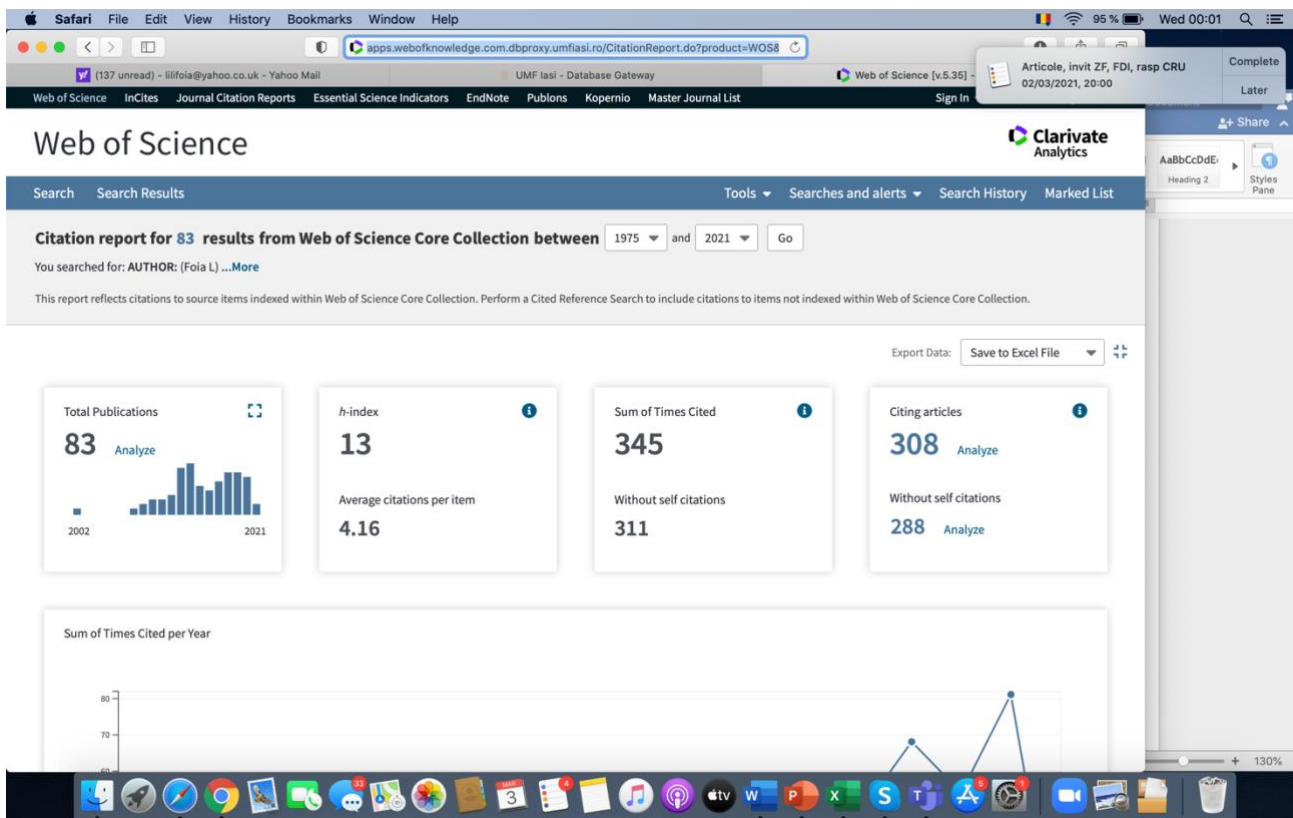 Safari File Edit View History Bookmarks Window Help 95 % Wed 00:01
apps.webofknowledge.com.dbproxy.umfiasi.ro/CitationReport.do?product=WOS&
(137 unread) - lilifoia@yahoo.co.uk - Yahoo Mail UMF Iasi - Database Gateway Web of Science [v.5.35] -
Articole, invit ZF, FDI, rasp CRU
02/03/2021, 20:00
Complete
Later
Web of Science InCites Journal Citation Reports Essential Science Indicators EndNote Publons Kopernio Master Journal List Sign In
Share
Web of Science
Clarivate
Analytics
AaBbCcDdE
Heading 2
Styles
Pane
Search Search Results Tools Searches and alerts Search History Marked List
Citation report for 83 results from Web of Science Core Collection between 1975 and 2021 Go
You searched for: AUTHOR: (Foia L) ...More
This report reflects citations to source items indexed within Web of Science Core Collection. Perform a Cited Reference Search to include citations to items not indexed within Web of Science Core Collection.
Export Data: Save to Excel File
Total Publications
83 Analyze
2002 2021
h-index
13
Average citations per item
4.16
Sum of Times Cited
345
Without self citations
311
Citing articles
308 Analyze
Without self citations
288 Analyze
Sum of Times Cited per Year
80
70
60
130%
33
MAR
3
4
tv
5
1